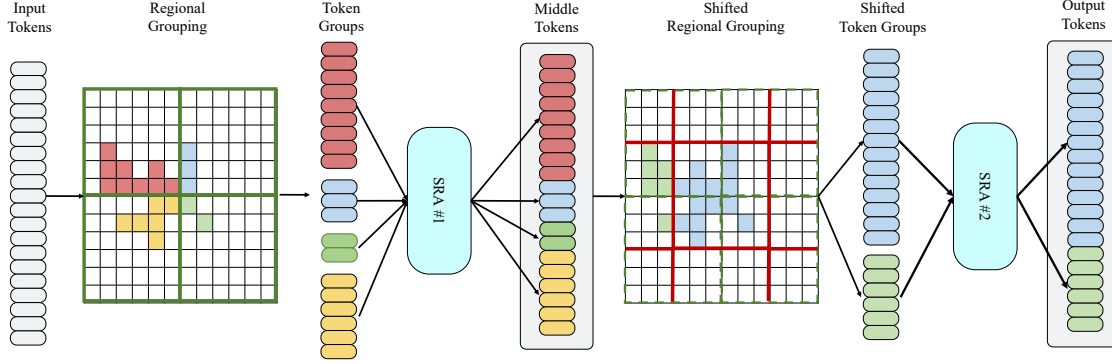 Input
Tokens
Regional
Grouping
Token
Groups
SRA #1
Middle
Tokens
Shifted
Regional Grouping
Shifted
Token Groups
SRA #2
Output
Tokens